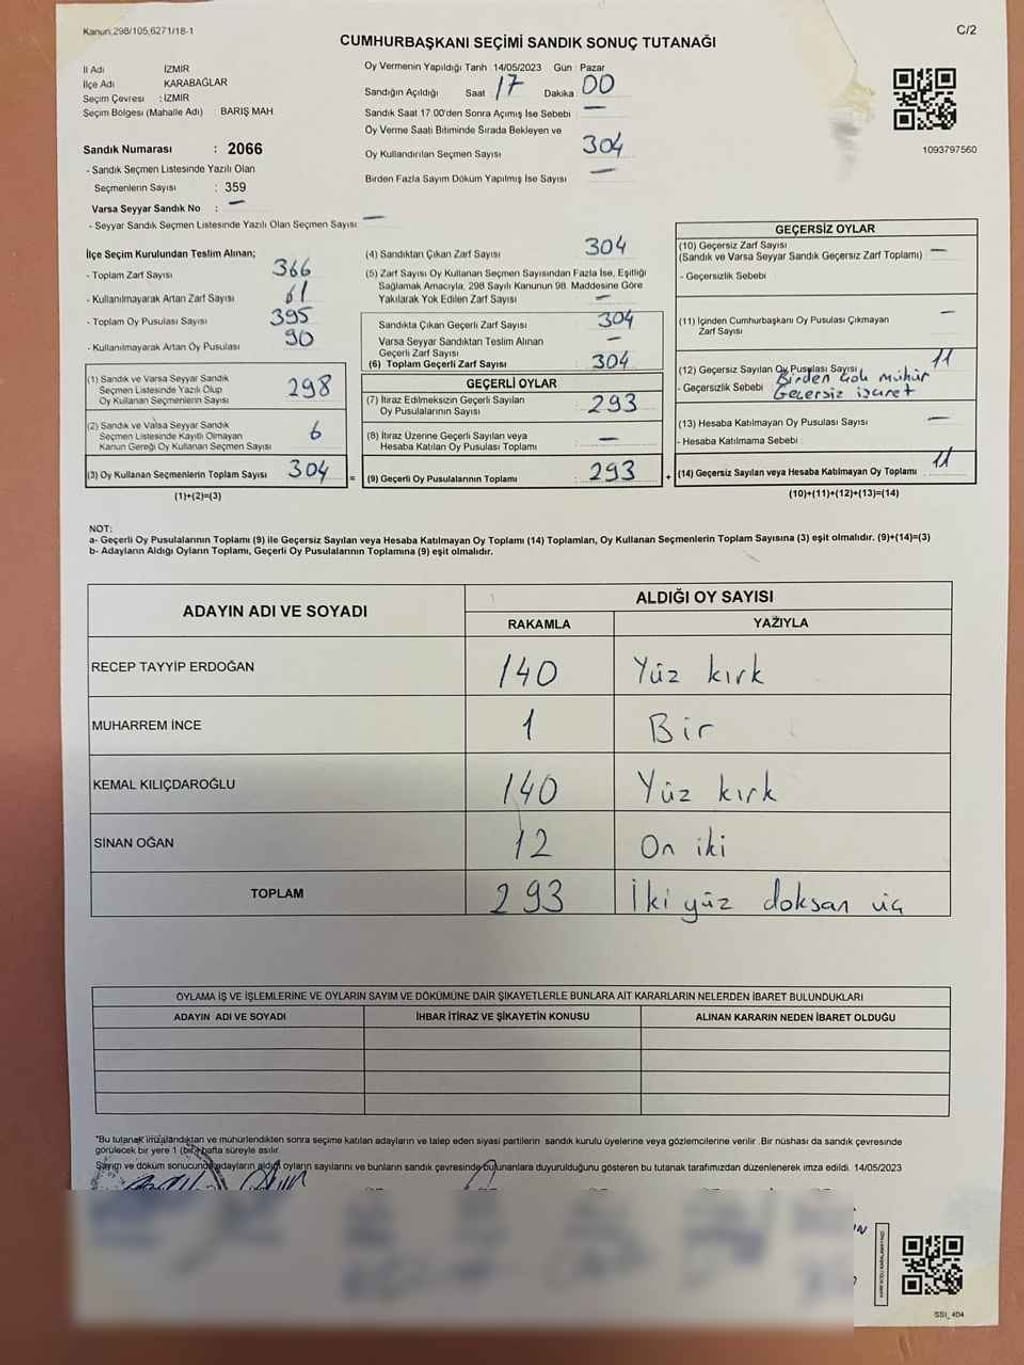 Kanun:298/105,6271/18-1
C/2
CUMHURBAŞKANI SEÇİMİ SANDIK SONUÇ TUTANAĞI
İl Adı İZMİR
İlçe Adı KARABAĞLAR
Seçim Çevresi : İZMİR
Seçim Bölgesi (Mahalle Adı) BARIŞ MAH
Sandık Numarası : 2066
- Sandık Seçmen Listesinde Yazılı Olan
Seçmenlerin Sayısı : 359
Varsa Seyyar Sandık No : —
- Seyyar Sandık Seçmen Listesinde Yazılı Olan Seçmen Sayısı —
Oy Vermenin Yapıldığı Tarih 14/05/2023 Gün : Pazar
Sandığın Açıldığı Saat 17 Dakika 00
Sandık Saat 17 00'den Sonra Açılmış İse Sebebi —
Oy Verme Saati Bitiminde Sırada Bekleyen ve
Oy Kullandırılan Seçmen Sayısı 304
Birden Fazla Sayım Döküm Yapılmış İse Sayısı —
1093797560
İlçe Seçim Kurulundan Teslim Alınan;
- Toplam Zarf Sayısı 366
- Kullanılmayarak Artan Zarf Sayısı 61
- Toplam Oy Pusulası Sayısı 395
- Kullanılmayarak Artan Oy Pusulası 90
(1) Sandık ve Varsa Seyyar Sandık
Seçmen Listesinde Yazılı Olup
Oy Kullanan Seçmenlerin Sayısı 298
(2) Sandık ve Varsa Seyyar Sandık
Seçmen Listesinde Kayıtlı Olmayan
Kanun Gereği Oy Kullanan Seçmen Sayısı 6
(3) Oy Kullanan Seçmenlerin Toplam Sayısı 304 =
(1)+(2)=(3)
(4) Sandıktan Çıkan Zarf Sayısı 304
(5) Zarf Sayısı Oy Kullanan Seçmen Sayısından Fazla İse, Eşitliği
Sağlamak Amacıyla, 298 Sayılı Kanunun 98. Maddesine Göre
Yakılarak Yok Edilen Zarf Sayısı —
Sandıkta Çıkan Geçerli Zarf Sayısı 304
Varsa Seyyar Sandıktan Teslim Alınan
Geçerli Zarf Sayısı —
(6) Toplam Geçerli Zarf Sayısı 304
GEÇERLİ OYLAR
(7) İtiraz Edilmeksizin Geçerli Sayılan
Oy Pusulasının Sayısı 293
(8) İtiraz Üzerine Geçerli Sayılan veya
Hesaba Katılan Oy Pusulası Toplamı —
(9) Geçerli Oy Pusulalarının Toplamı 293 +
GEÇERSİZ OYLAR
(10) Geçersiz Zarf Sayısı
(Sandık ve Varsa Seyyar Sandık Geçersiz Zarf Toplamı) —
- Geçersizlik Sebebi
(11) İçinden Cumhurbaşkanı Oy Pusulası Çıkmayan
Zarf Sayısı —
(12) Geçersiz Sayılan Oy Pusulası Sayısı 11
- Geçersizlik Sebebi : Birden çok mühür
Geçersiz işaret
(13) Hesaba Katılmayan Oy Pusulası Sayısı —
- Hesaba Katılmama Sebebi :
(14) Geçersiz Sayılan veya Hesaba Katılmayan Oy Toplamı 11
(10)+(11)+(12)+(13)=(14)
NOT:
a- Geçerli Oy Pusulalarının Toplamı (9) ile Geçersiz Sayılan veya Hesaba Katılmayan Oy Toplamı (14) Toplamları, Oy Kullanan Seçmenlerin Toplam Sayısına (3) eşit olmalıdır. (9)+(14)=(3)
b- Adayların Aldığı Oyların Toplamı, Geçerli Oy Pusulalarının Toplamına (9) eşit olmalıdır.
ADAYIN ADI VE SOYADI
ALDIĞI OY SAYISI
RAKAMLA YAZIYLA
RECEP TAYYİP ERDOĞAN 140 Yüz kırk
MUHARREM İNCE 1 Bir
KEMAL KILIÇDAROĞLU 140 Yüz kırk
SİNAN OĞAN 12 On iki
TOPLAM 293 İki yüz doksan üç
OYLAMA İŞ VE İŞLEMLERİNE VE OYLARIN SAYIM VE DÖKÜMÜNE DAİR ŞİKAYETLERLE BUNLARA AİT KARARLARIN NELERDEN İBARET BULUNDUKLARI
ADAYIN ADI VE SOYADI İHBAR İTİRAZ VE ŞİKAYETİN KONUSU ALINAN KARARIN NEDEN İBARET OLDUĞU
*Bu tutanak imzalandıktan ve mühürlendikten sonra seçime katılan adayların ve talep eden siyasi partilerin sandık kurulu üyelerine veya gözlemcilerine verilir. Bir nüshası da sandık çevresinde
görülecek bir yere 1 (bir) hafta süreyle asılır.
Sayım ve döküm sonucunda adayların aldığı oyların sayılarını ve bunların sandık çevresinde bulunanlara duyurulduğunu gösteren bu tutanak tarafımızdan düzenlenerek imza edildi. 14/05/2023
SSI_404